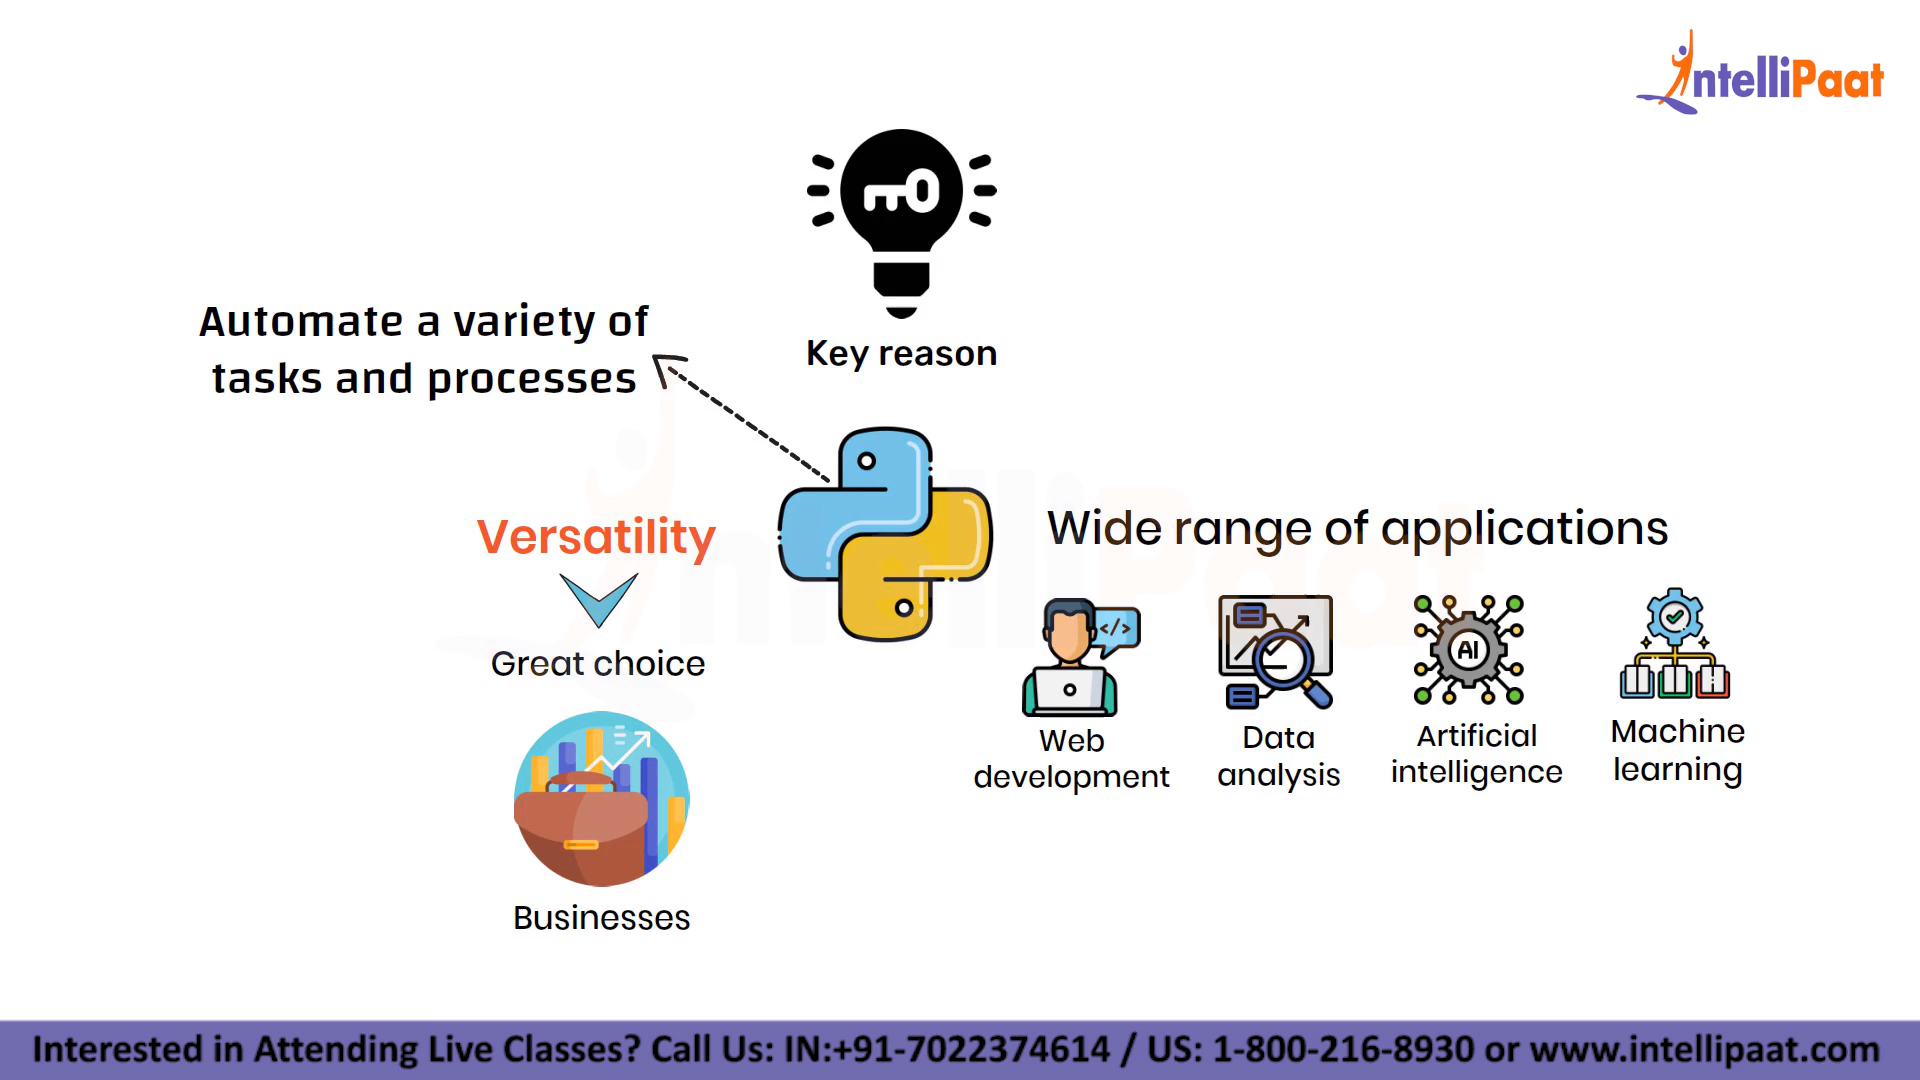 ntelliPaat
Key reason
Automate a variety of
tasks and processes
Versatility
Great choice
Businesses
Wide range of applications
</>
AI
Web
development
Data
analysis
Artificial
intelligence
Machine
learning
Interested in Attending Live Classes? Call Us: IN:+91-7022374614 / US: 1-800-216-8930 or www.intellipaat.com